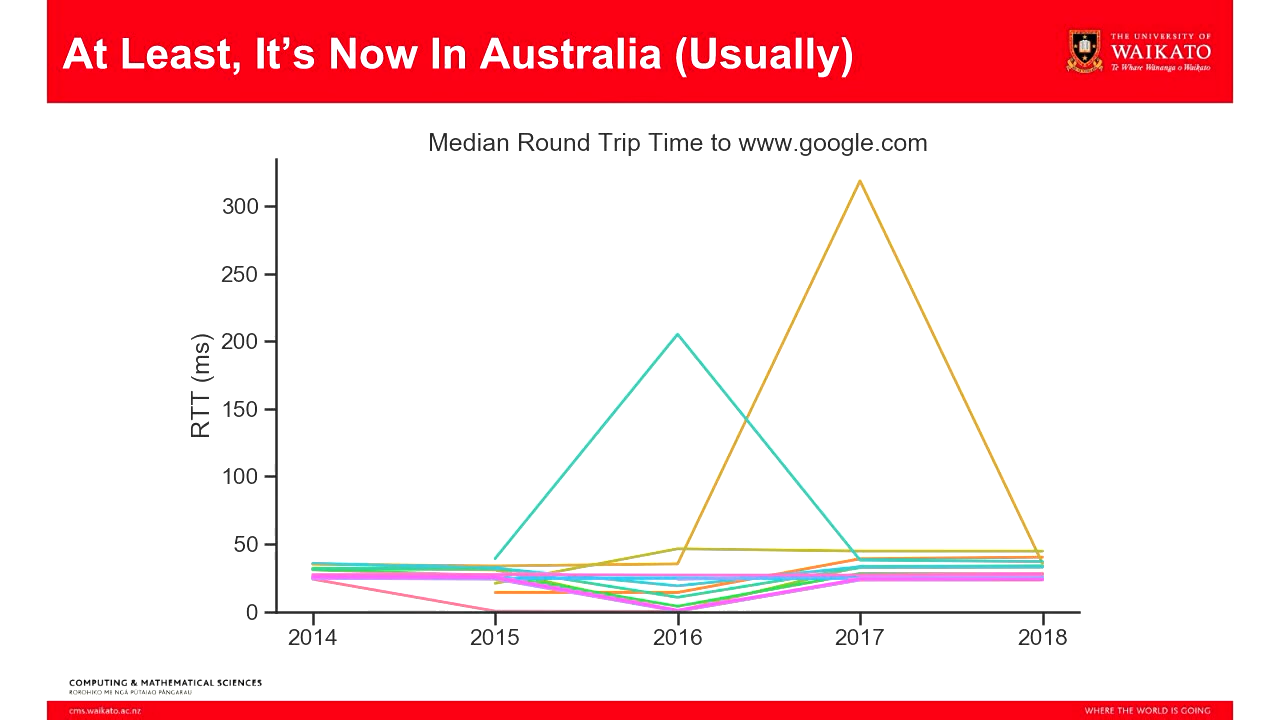 At Least, It’s Now In Australia (Usually)
THE UNIVERSITY OF
WAIKATO
Te Whare Wānanga o Waikato
Median Round Trip Time to www.google.com
300
250
200
150
100
50
0
RTT (ms)
2014 2015 2016 2017 2018
COMPUTING & MATHEMATICAL SCIENCES
ROROHIKO ME NGĀ PŪTAIAO PĀNGARAU
cms.waikato.ac.nz
WHERE THE WORLD IS GOING